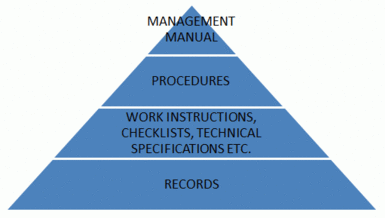 MANAGEMENT
MANUAL
PROCEDURES
WORK INSTRUCTIONS,
CHECKLISTS, TECHNICAL
SPECIFICATIONS ETC.
RECORDS